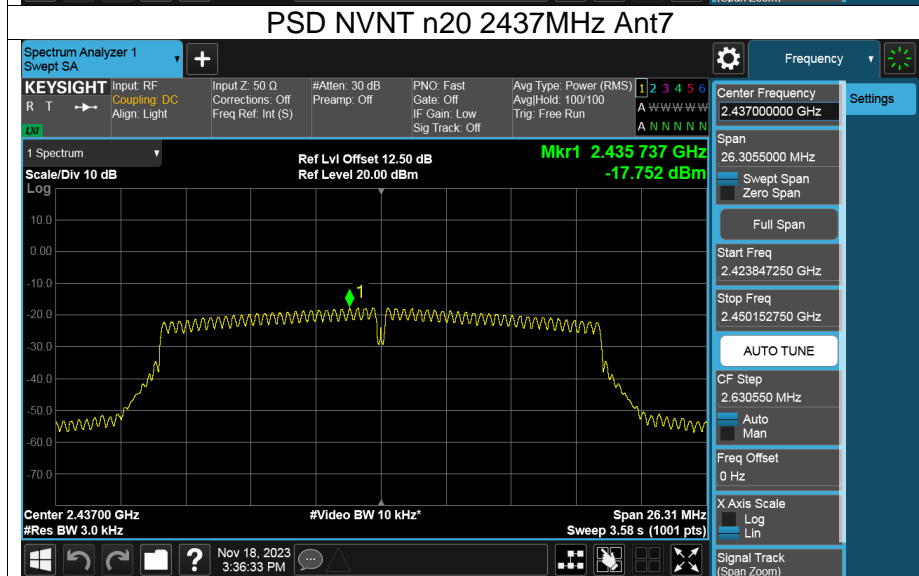 (Span Zoom)
PSD NVNT n20 2437MHz Ant7
Spectrum Analyzer 1
Swept SA
Frequency
KEYSIGHT
R T
LXI
Input: RF
Coupling: DC
Align: Light
Input Z: 50 Ω
Corrections: Off
Freq Ref: Int (S)
#Atten: 30 dB
Preamp: Off
PNO: Fast
Gate: Off
IF Gain: Low
Sig Track: Off
Avg Type: Power (RMS)
Avg|Hold: 100/100
Trig: Free Run
1 2 3 4 5 6
A W W W W W
A N N N N N
Center Frequency
2.437000000 GHz
Settings
Span
26.3055000 MHz
Swept Span
Zero Span
Full Span
Start Freq
2.423847250 GHz
Stop Freq
2.450152750 GHz
AUTO TUNE
CF Step
2.630550 MHz
Auto
Man
Freq Offset
0 Hz
X Axis Scale
Log
Lin
Signal Track
(Span Zoom)
1 Spectrum
Scale/Div 10 dB
Log
Ref Lvl Offset 12.50 dB
Ref Level 20.00 dBm
Mkr1 2.435 737 GHz
-17.752 dBm
10.0
0.00
-10.0
1
-20.0
-30.0
-40.0
-50.0
-60.0
-70.0
Center 2.43700 GHz
#Res BW 3.0 kHz
#Video BW 10 kHz*
Span 26.31 MHz
Sweep 3.58 s (1001 pts)
?
Nov 18, 2023
3:36:33 PM